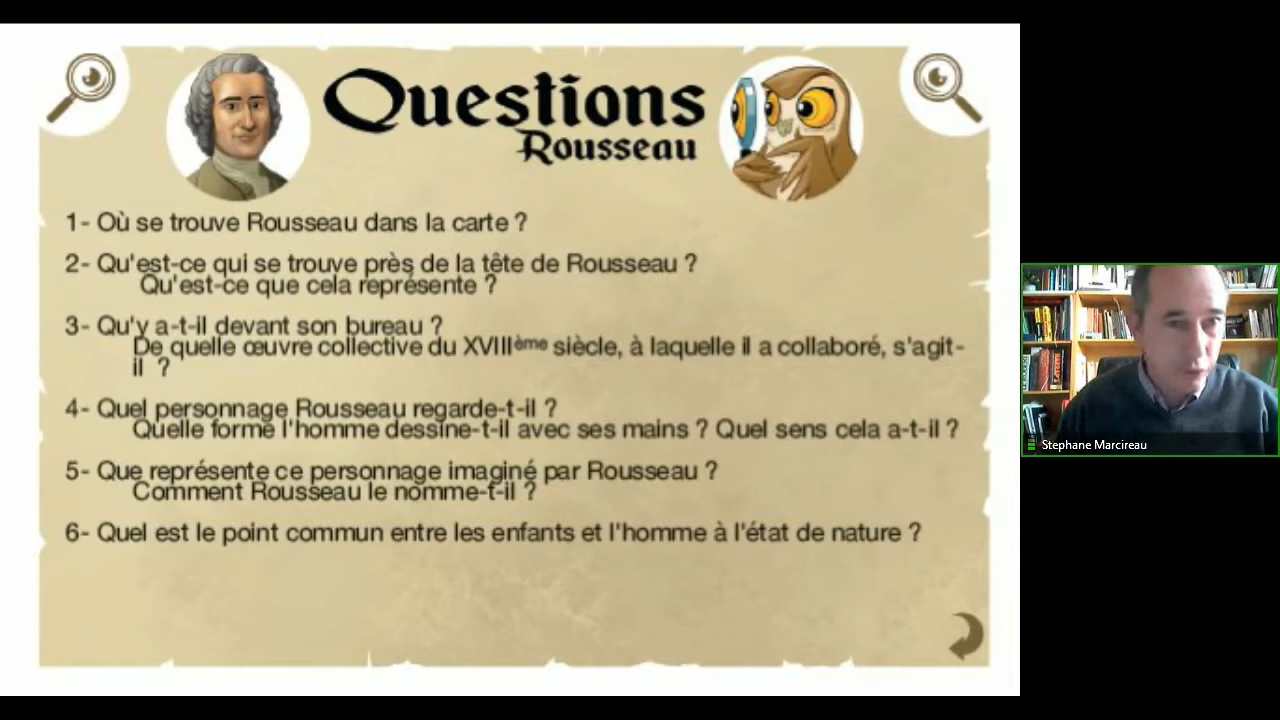 Questions
Rousseau
1- Où se trouve Rousseau dans la carte ?
2- Qu'est-ce qui se trouve près de la tête de Rousseau ?
Qu'est-ce que cela représente ?
3- Qu'y a-t-il devant son bureau ?
De quelle œuvre collective du XVIIIème siècle, à laquelle il a collaboré, s'agit-
il ?
4- Quel personnage Rousseau regarde-t-il ?
Quelle forme l'homme dessine-t-il avec ses mains ? Quel sens cela a-t-il ?
5- Que représente ce personnage imaginé par Rousseau ?
Comment Rousseau le nomme-t-il ?
6- Quel est le point commun entre les enfants et l'homme à l'état de nature ?
Stephane Marcireau